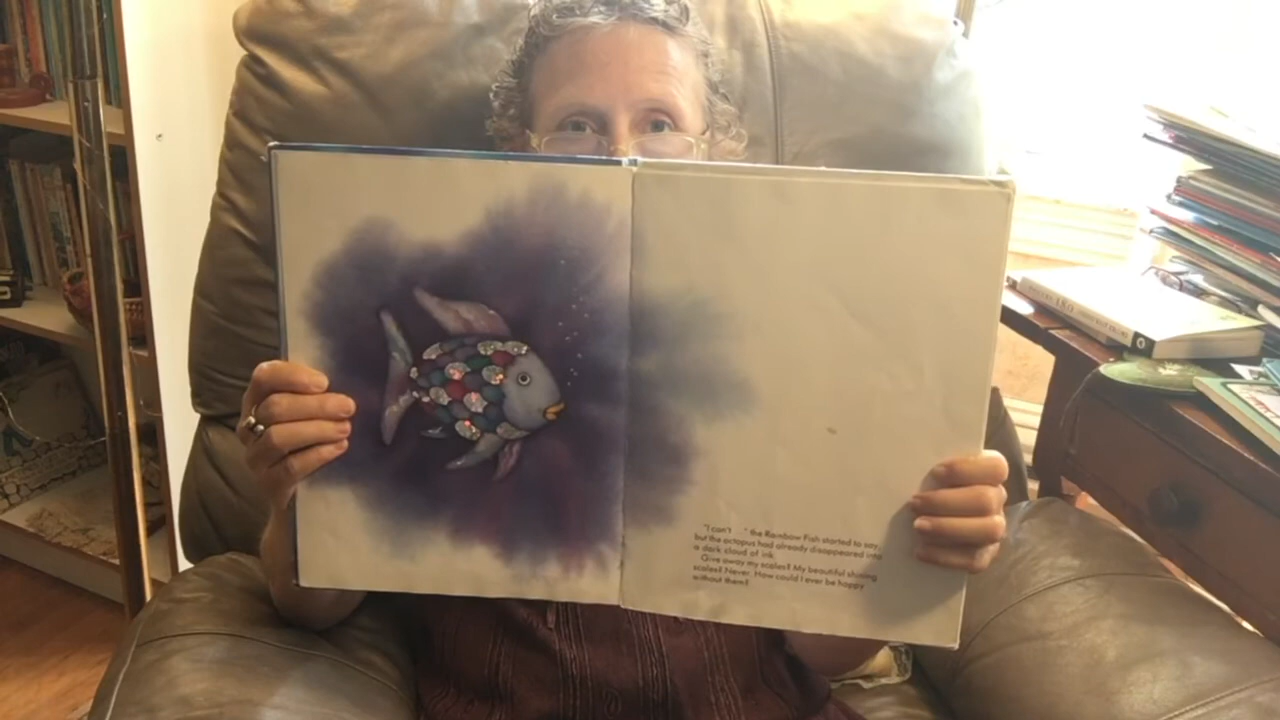 "I can't ..." the Rainbow Fish started to say,
but the octopus had already disappeared into
a dark cloud of ink.
Give away my scales? My beautiful shining
scales? Never. How could I ever be happy
without them?